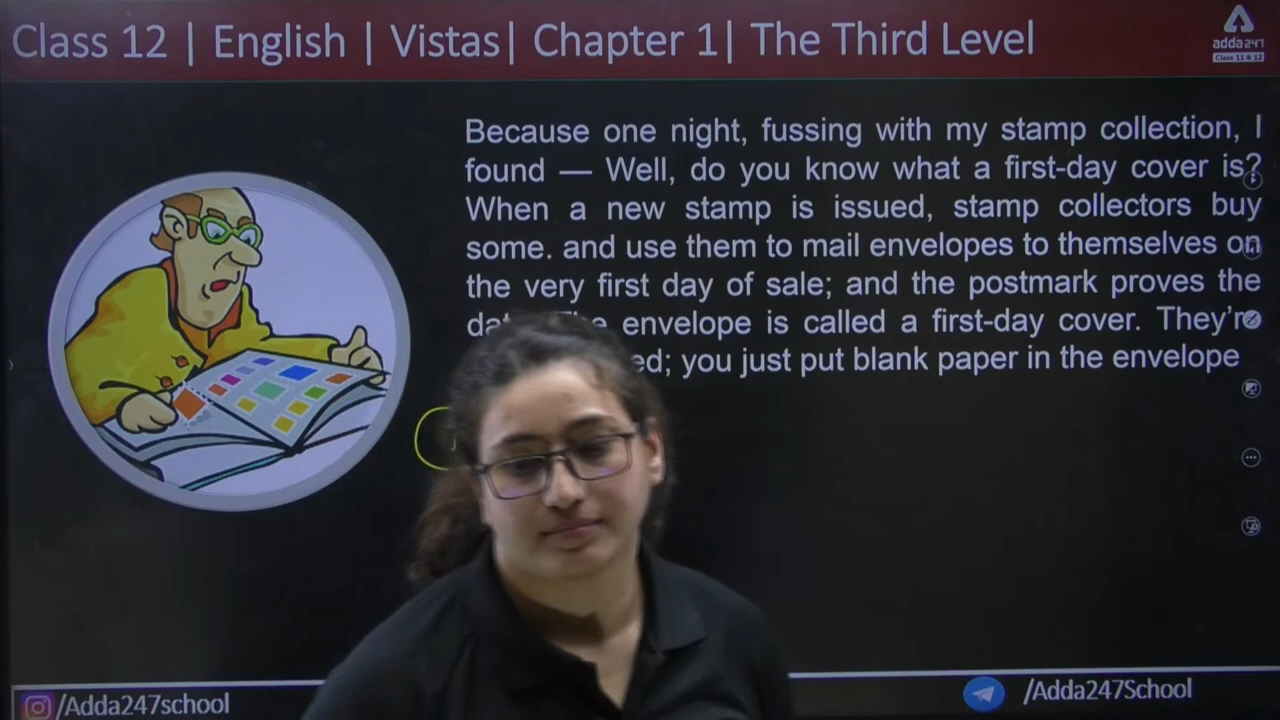 Class 12 | English | Vistas| Chapter 1| The Third Level
adda247
Class 11 & 12
Because one night, fussing with my stamp collection, I
found — Well, do you know what a first-day cover is?
When a new stamp is issued, stamp collectors buy
some. and use them to mail envelopes to themselves on
the very first day of sale; and the postmark proves the
envelope is called a first-day cover. They're
you just put blank paper in the envelope
/Adda247school
/Adda247School